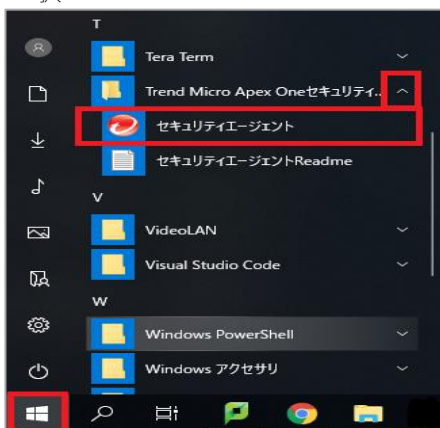 T
Tera Term
Trend Micro Apex Oneセキュリティ...
セキュリティエージェント
セキュリティエージェントReadme
V
VideoLAN
Visual Studio Code
W
Windows PowerShell
Windows アクセサリ